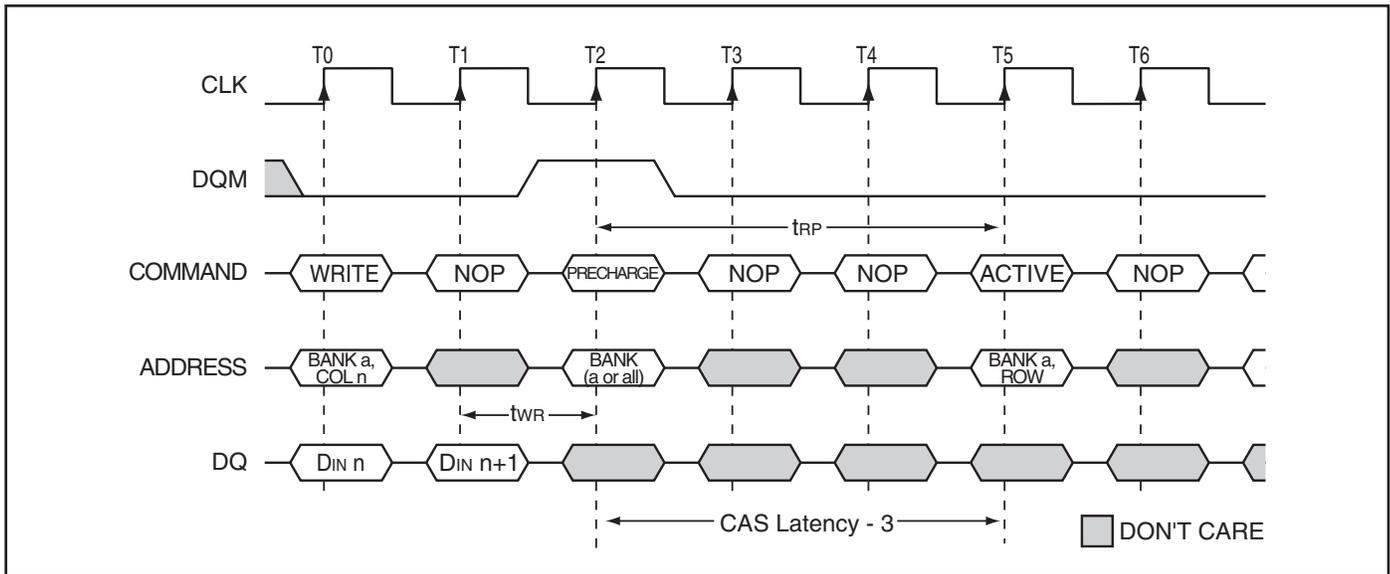 T0 T1 T2 T3 T4 T5 T6
CLK
DQM
tRP
COMMAND WRITE NOP PRECHARGE NOP NOP ACTIVE NOP
ADDRESS BANK a, BANK BANK a,
COL n (a or all) ROW
tWR
DQ DIN n DIN n+1
CAS Latency - 3
DON'T CARE